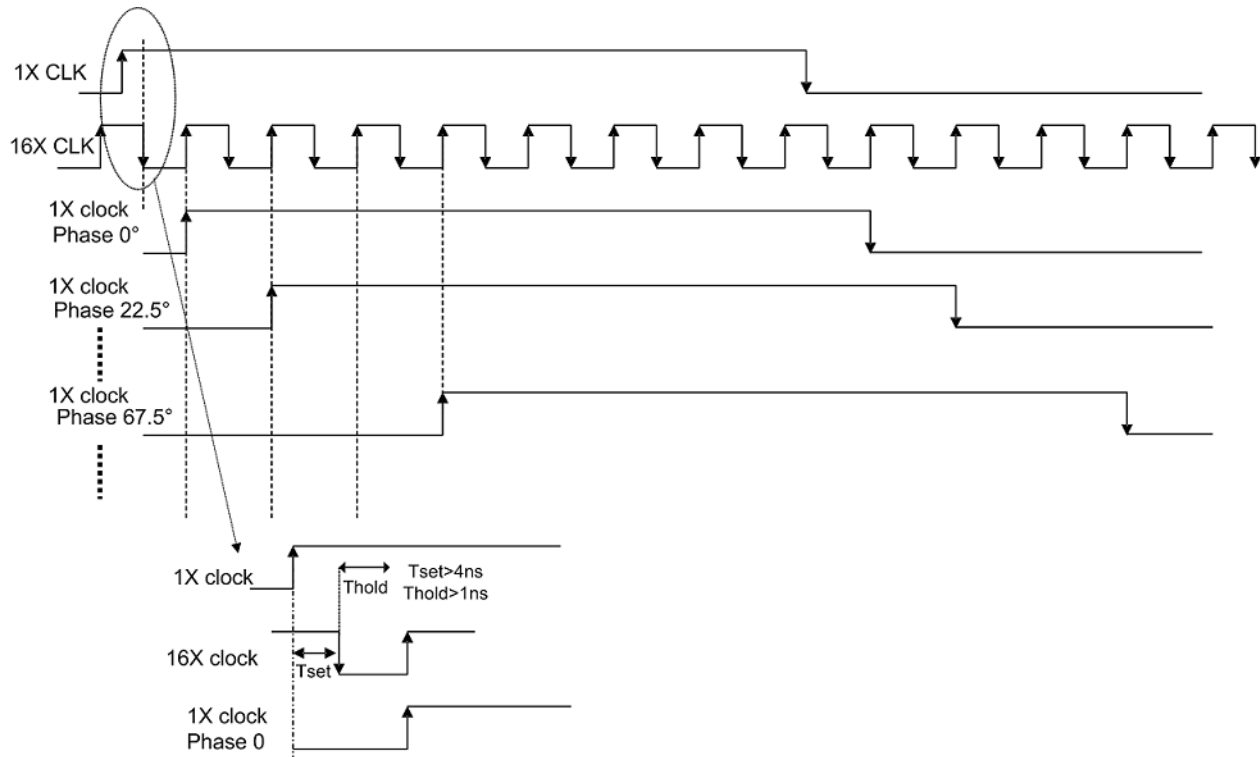 1X CLK
16X CLK
1X clock
Phase 0°
1X clock
Phase 22.5°
1X clock
Phase 67.5°
1X clock
Thold
Tset>4ns
Thold>1ns
16X clock
Tset
1X clock
Phase 0